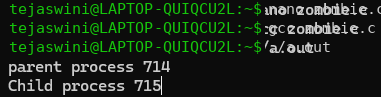 tejaswini@LAPTOP-QUIQCU2L:~$ nano zombie.c
tejaswini@LAPTOP-QUIQCU2L:~$ gcc zombie.c
tejaswini@LAPTOP-QUIQCU2L:~$ ./a.out
parent process 714
Child process 715